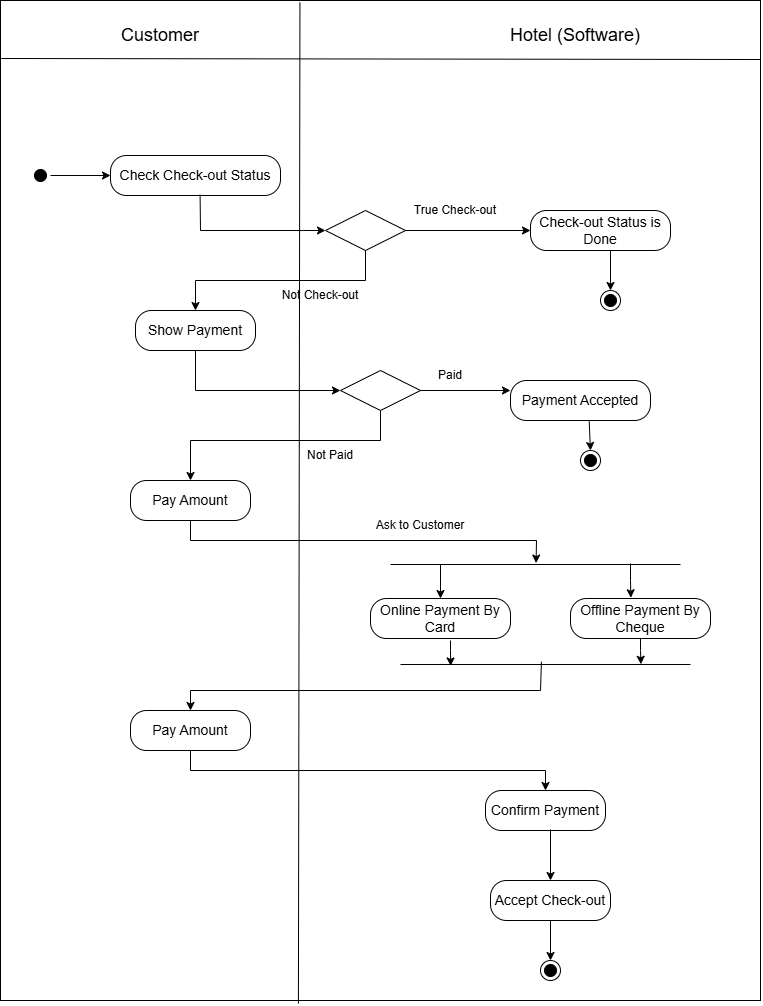 Customer
Hotel (Software)
Check Check-out Status
True Check-out
Check-out Status is
Done
Not Check-out
Show Payment
Paid
Payment Accepted
Not Paid
Pay Amount
Ask to Customer
Online Payment By
Card
Offline Payment By
Cheque
Pay Amount
Confirm Payment
Accept Check-out